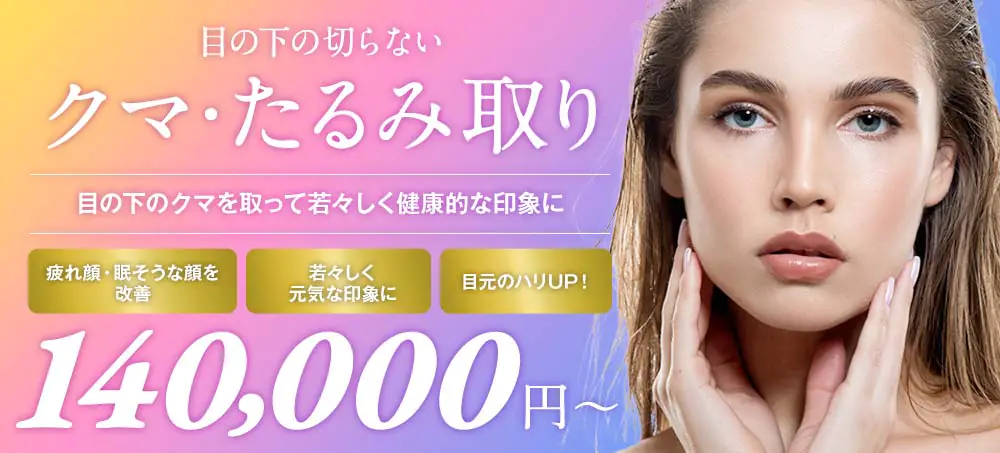 目の下の切らない
クマ・たるみ取り
目の下のクマを取って若々しく健康的な印象に
疲れ顔・眠そうな顔を
改善
若々しく
元気な印象に
目元のハリUP！
140,000円～